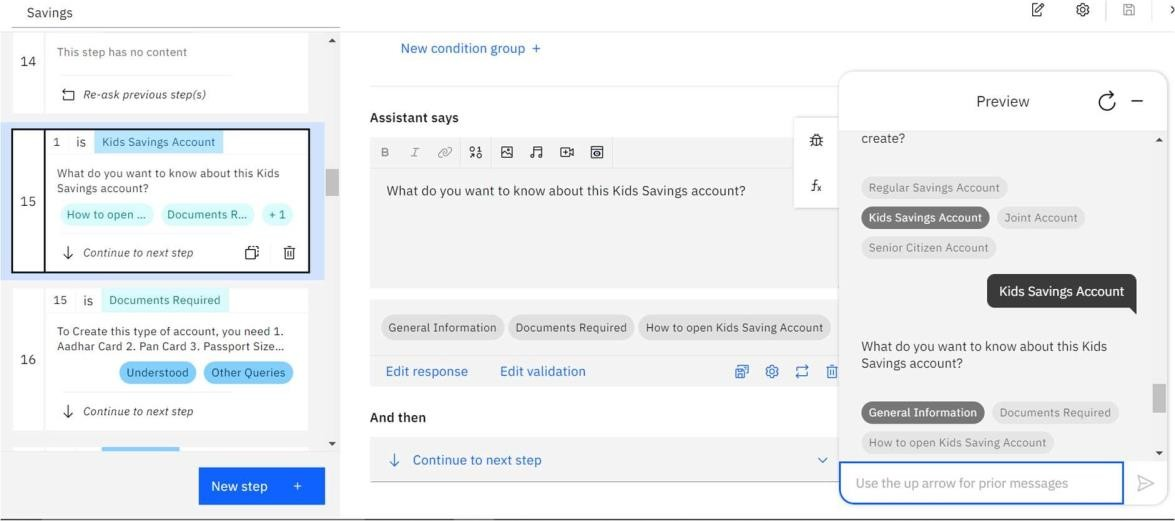 Savings
14
This step has no content
Re-ask previous step(s)
15
1 is Kids Savings Account
What do you want to know about this Kids
Savings account?
How to open ... Documents R... + 1
Continue to next step
16
15 is Documents Required
To Create this type of account, you need 1.
Aadhar Card 2. Pan Card 3. Passport Size...
Understood Other Queries
Continue to next step
New step +
New condition group +
Assistant says
B I
What do you want to know about this Kids Savings account?
General Information Documents Required How to open Kids Saving Account
Edit response Edit validation
And then
Continue to next step
fx
Preview
create?
Regular Savings Account
Kids Savings Account Joint Account
Senior Citizen Account
Kids Savings Account
What do you want to know about this Kids
Savings account?
General Information Documents Required
How to open Kids Saving Account
Use the up arrow for prior messages